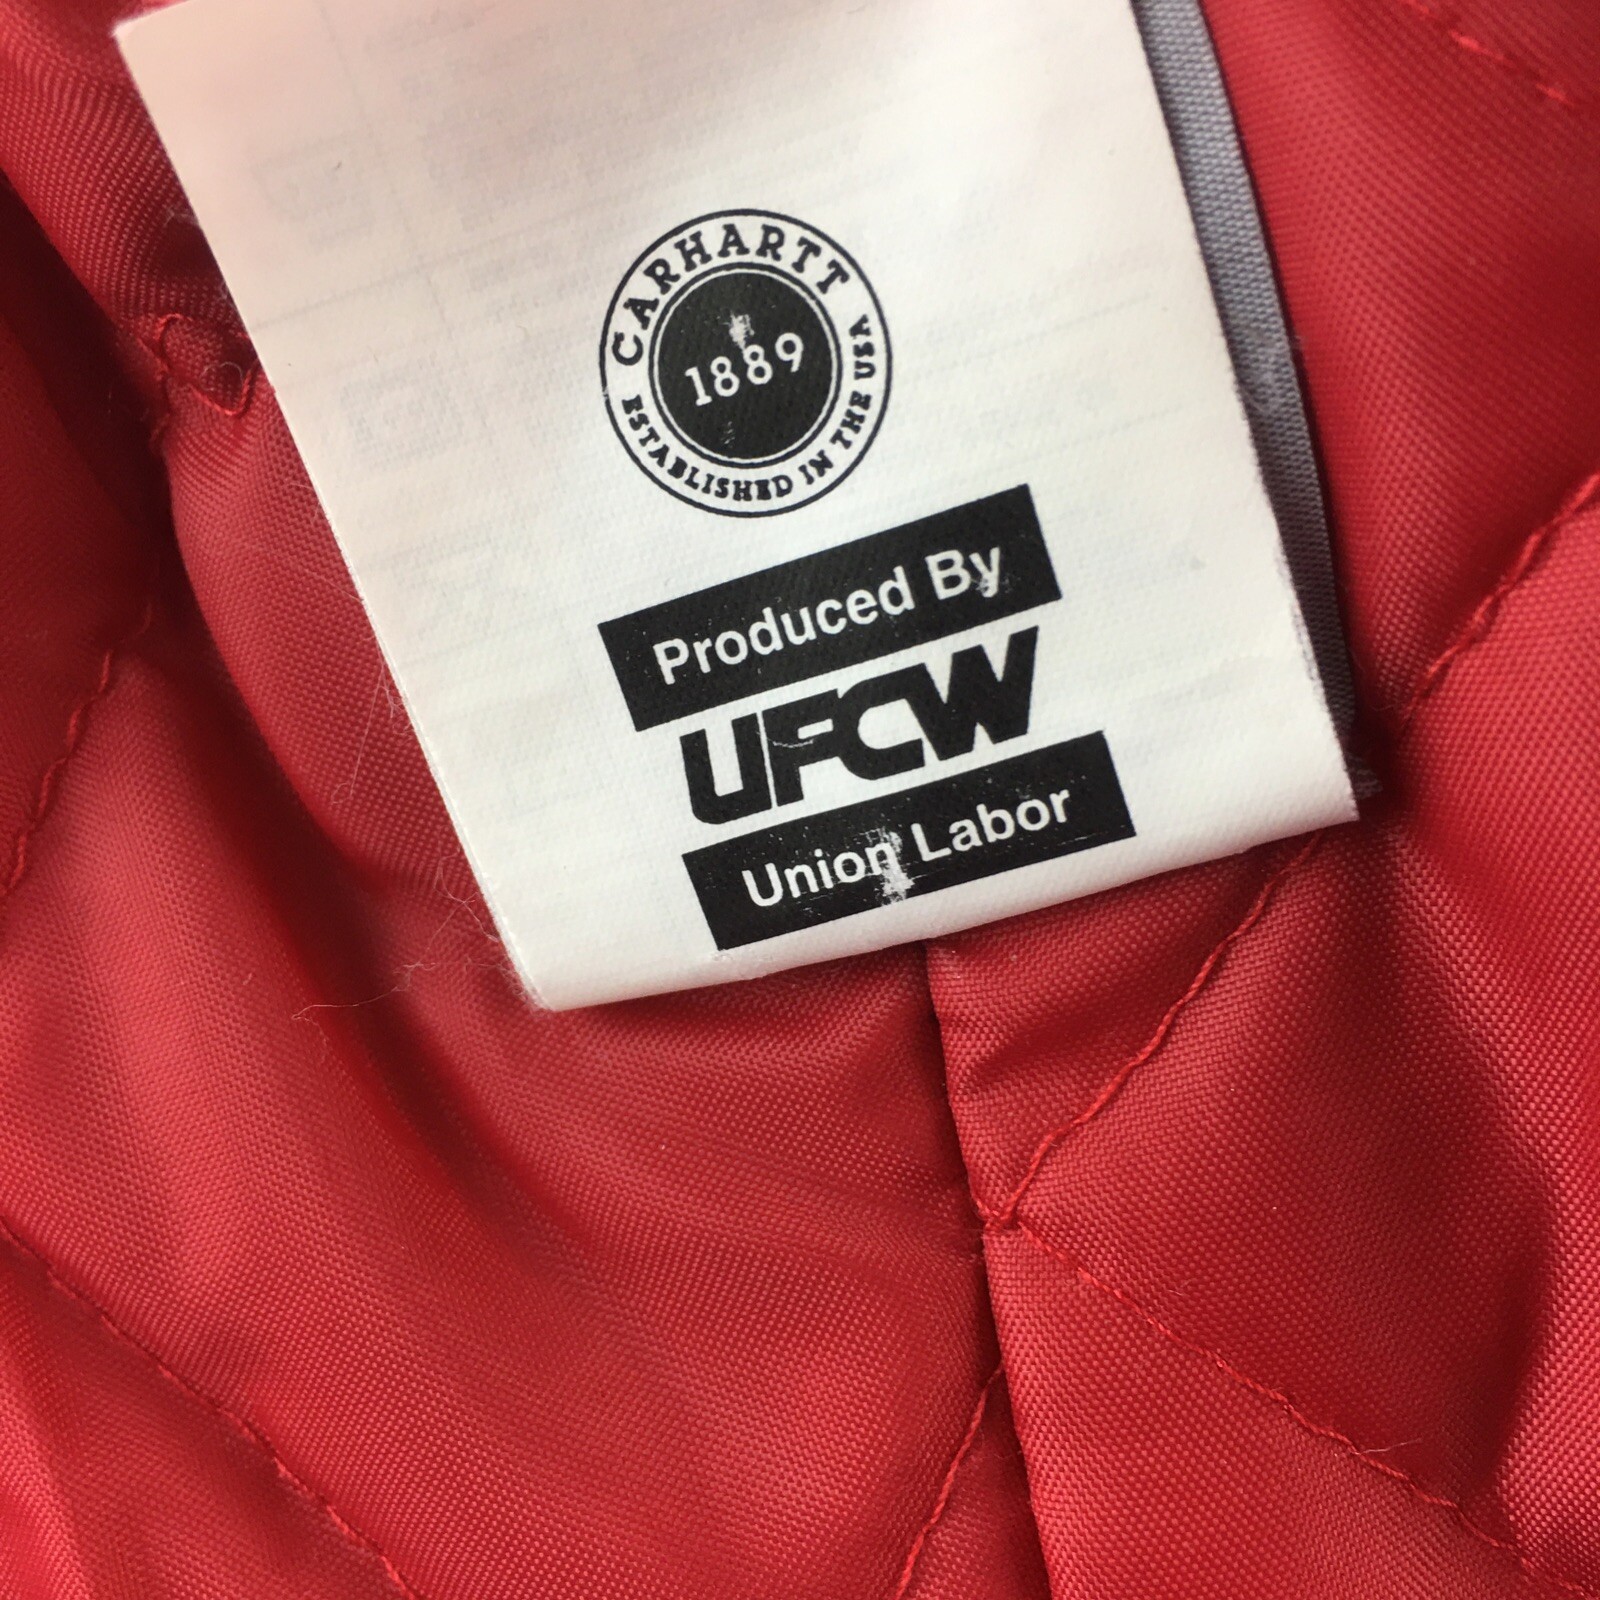 CARHARTT
1889
ESTABLISHED IN THE USA
Produced By
UFCW
Union Labor